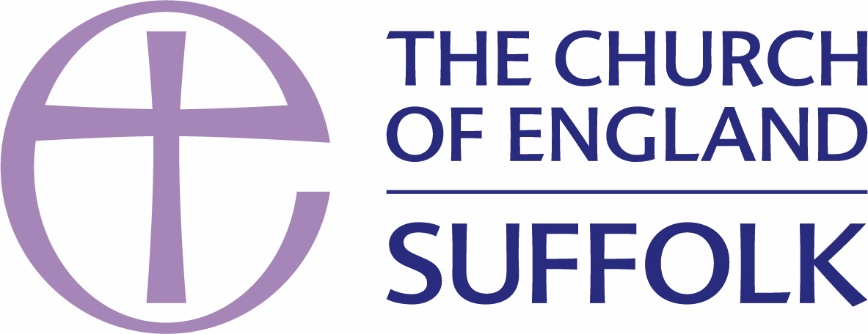 THE CHURCH
OF ENGLAND
SUFFOLK